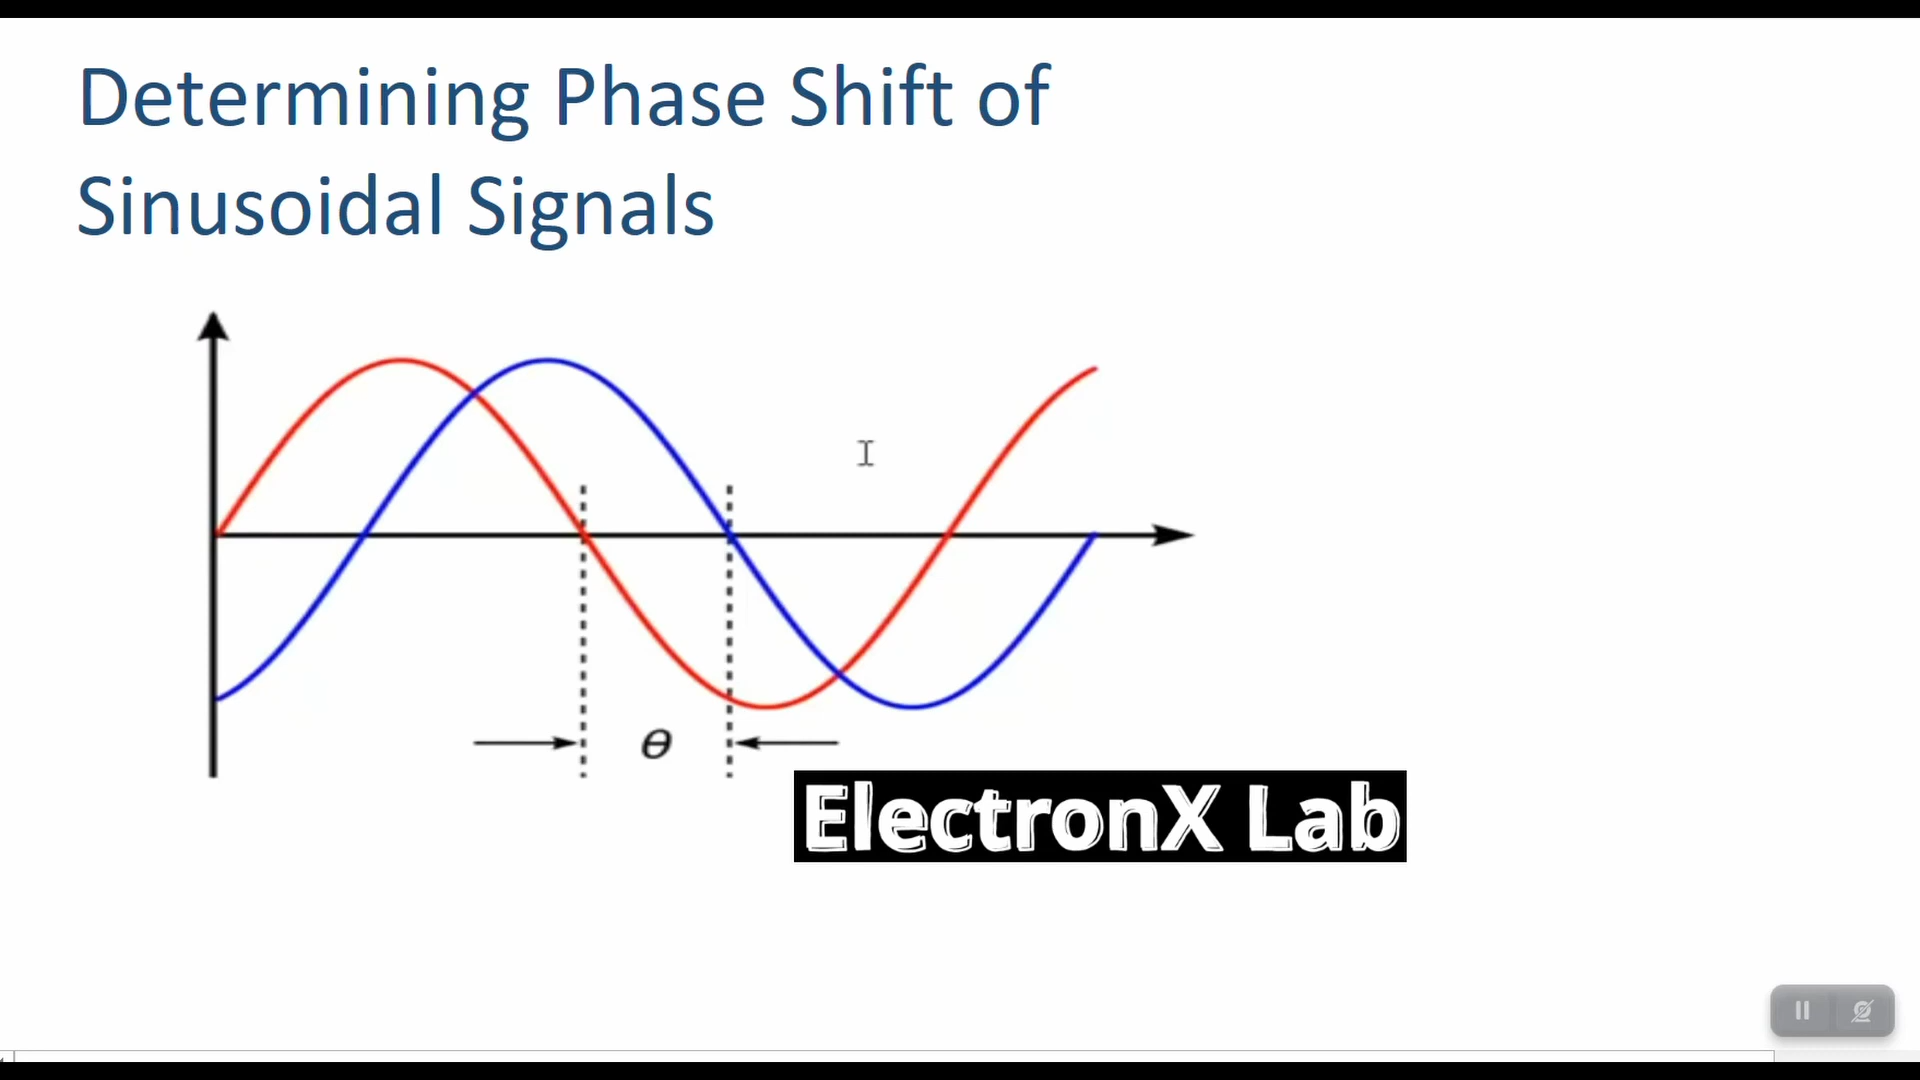 Determining Phase Shift of
Sinusoidal Signals
θ
ElectronX Lab